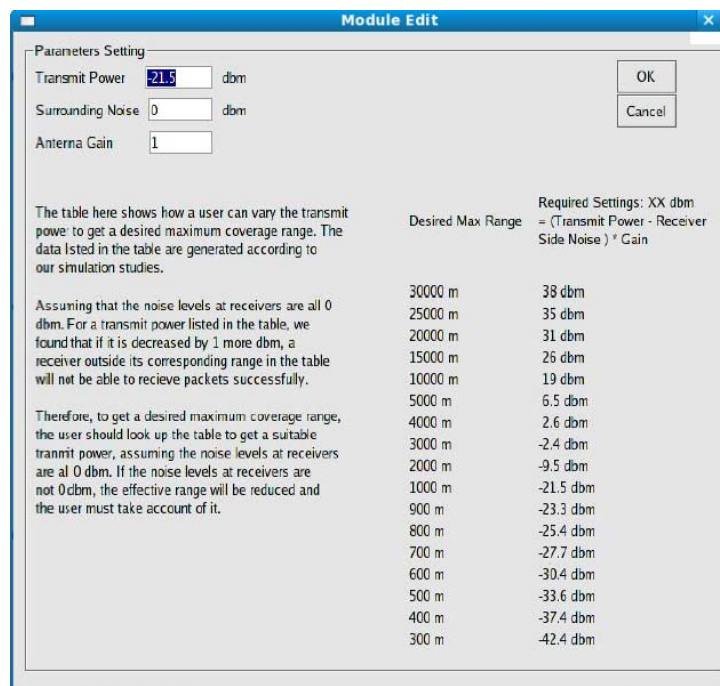 Module Edit
Parameters Setting
Transmit Power -21.5 dbm
OK
Surrounding Noise 0 dbm
Cancel
Anterna Gain 1
The table here shows how a user can vary the transmit
power to get a desired maximum coverage range. The
data listed in the table are generated according to
our simulation studies.
Assuming that the noise levels at receivers are all 0
dbm. For a transmit power listed in the table, we
found that if it is decreased by 1 more dbm, a
receiver outside its corresponding range in the table
will not be able to recieve packets successfully.
Therefore, to get a desired maximum coverage range,
the user should look up the table to get a suitable
tranmit power, assuming the noise levels at receivers
are al 0 dbm. If the noise levels at receivers are
not 0 dbm, the effective range will be reduced and
the user must take account of it.
Desired Max Range
Required Settings: XX dbm
= (Transmit Power - Receiver
Side Noise ) * Gain
30000 m 38 dbm
25000 m 35 dbm
20000 m 31 dbm
15000 m 26 dbm
10000 m 19 dbm
5000 m 6.5 dbm
4000 m 2.6 dbm
3000 m -2.4 dbm
2000 m -9.5 dbm
1000 m -21.5 dbm
900 m -23.3 dbm
800 m -25.4 dbm
700 m -27.7 dbm
600 m -30.4 dbm
500 m -33.6 dbm
400 m -37.4 dbm
300 m -42.4 dbm